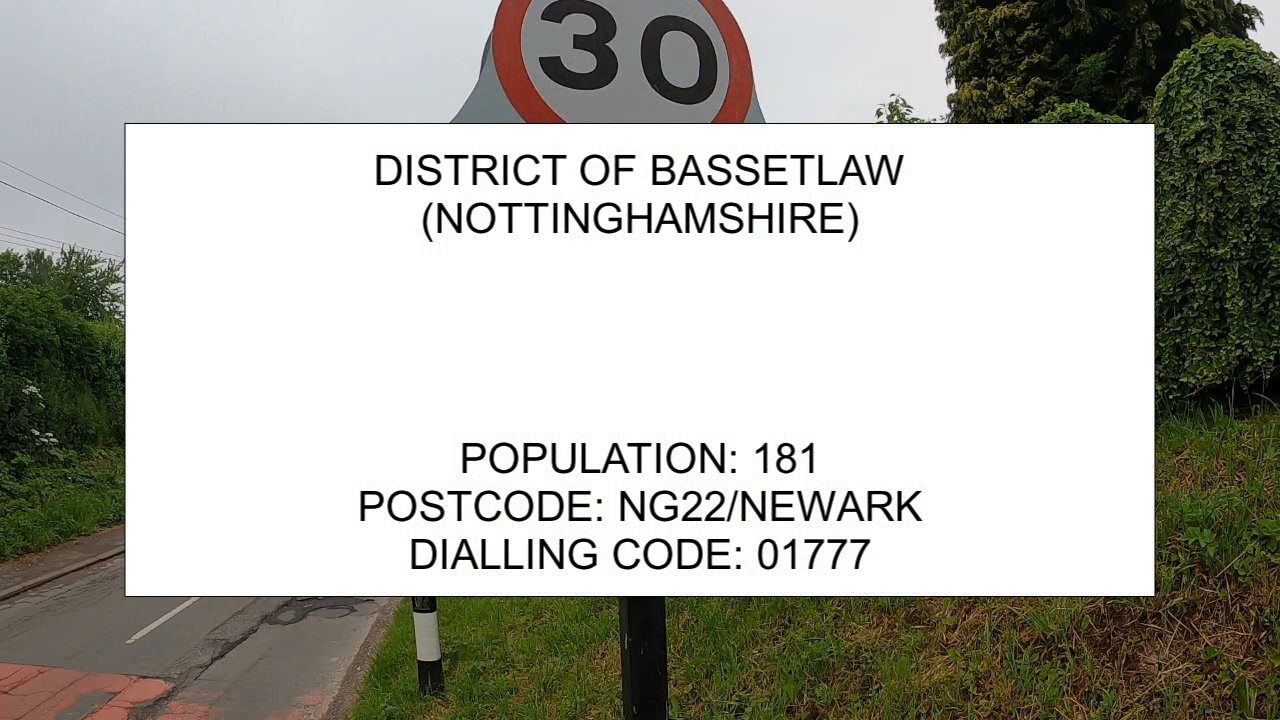 30
DISTRICT OF BASSETLAW
(NOTTINGHAMSHIRE)
POPULATION: 181
POSTCODE: NG22/NEWARK
DIALLING CODE: 01777